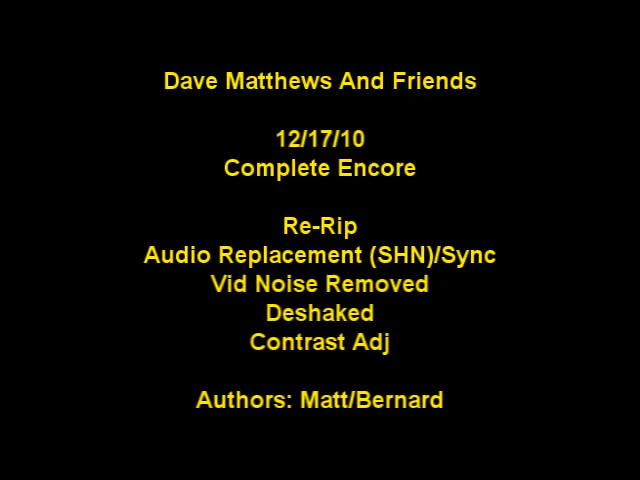 Dave Matthews And Friends
12/17/10
Complete Encore
Re-Rip
Audio Replacement (SHN)/Sync
Vid Noise Removed
Deshaked
Contrast Adj
Authors: Matt/Bernard